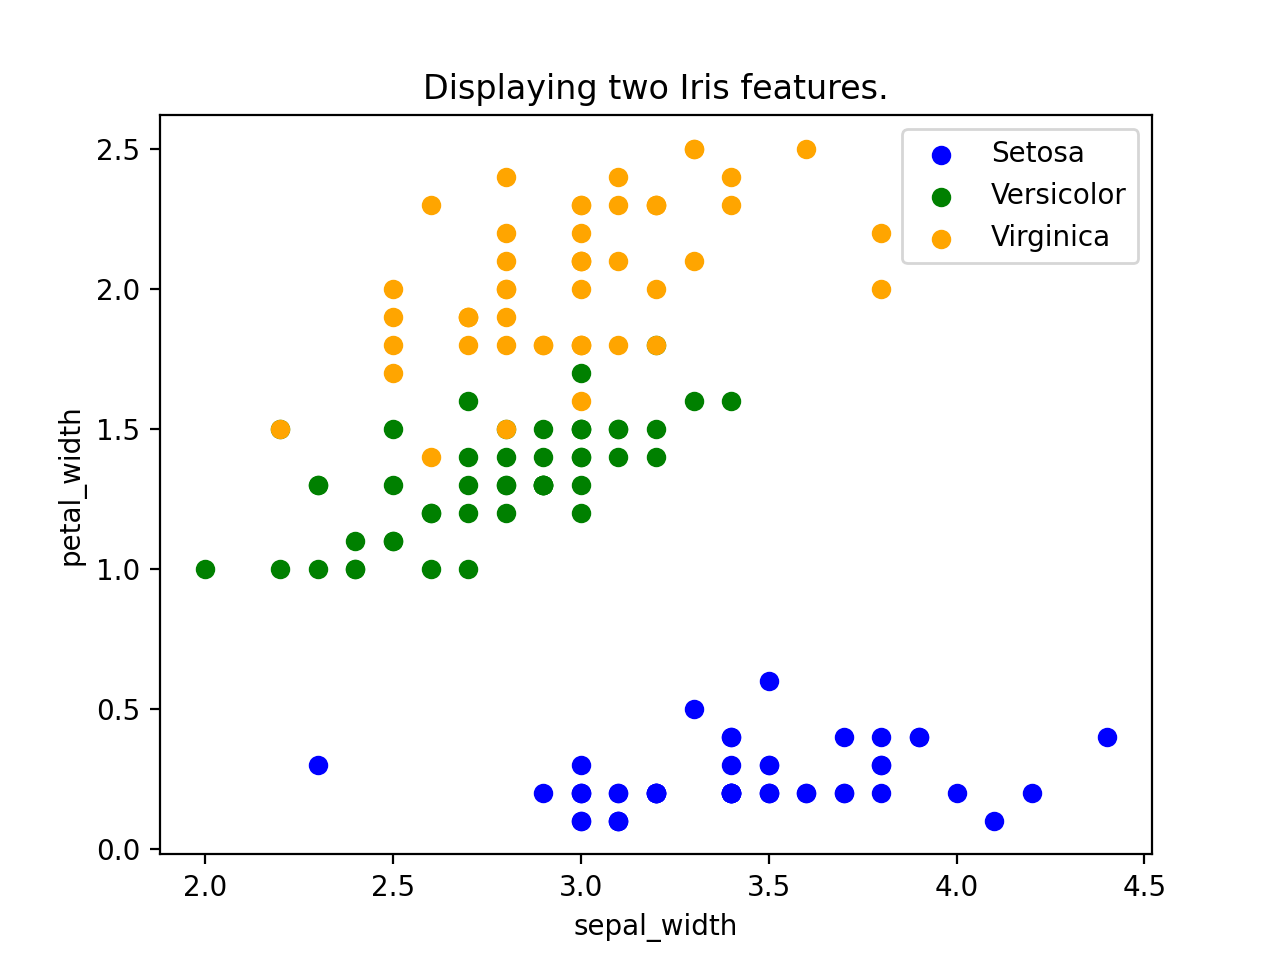 Displaying two Iris features.
Setosa
Versicolor
Virginica
petal_width
2.5
2.0
1.5
1.0
0.5
0.0
2.0 2.5 3.0 3.5 4.0 4.5
sepal_width